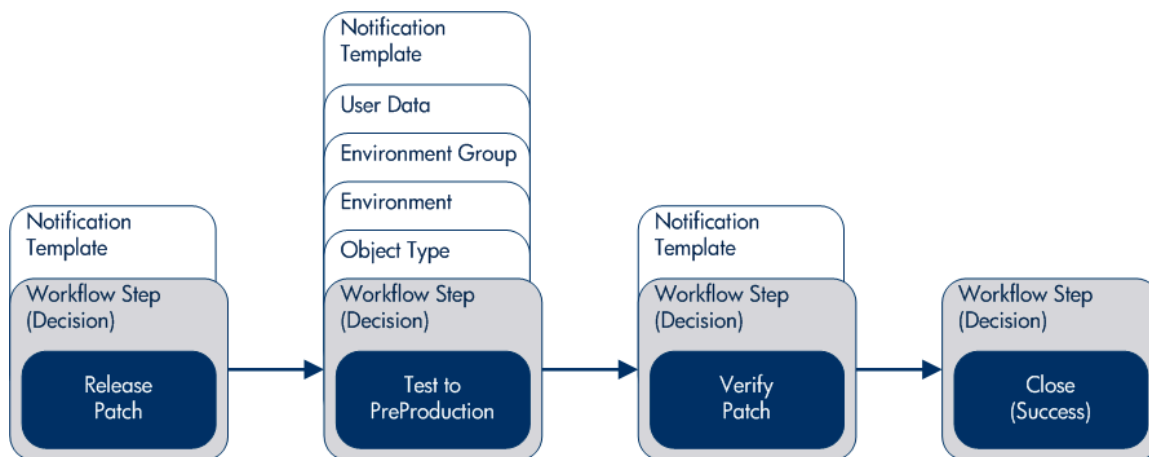 Notification
Template
Workflow Step
(Decision)
Release
Patch
Notification
Template
User Data
Environment Group
Environment
Object Type
Workflow Step
(Decision)
Test to
PreProduction
Notification
Template
Workflow Step
(Decision)
Verify
Patch
Workflow Step
(Decision)
Close
(Success)